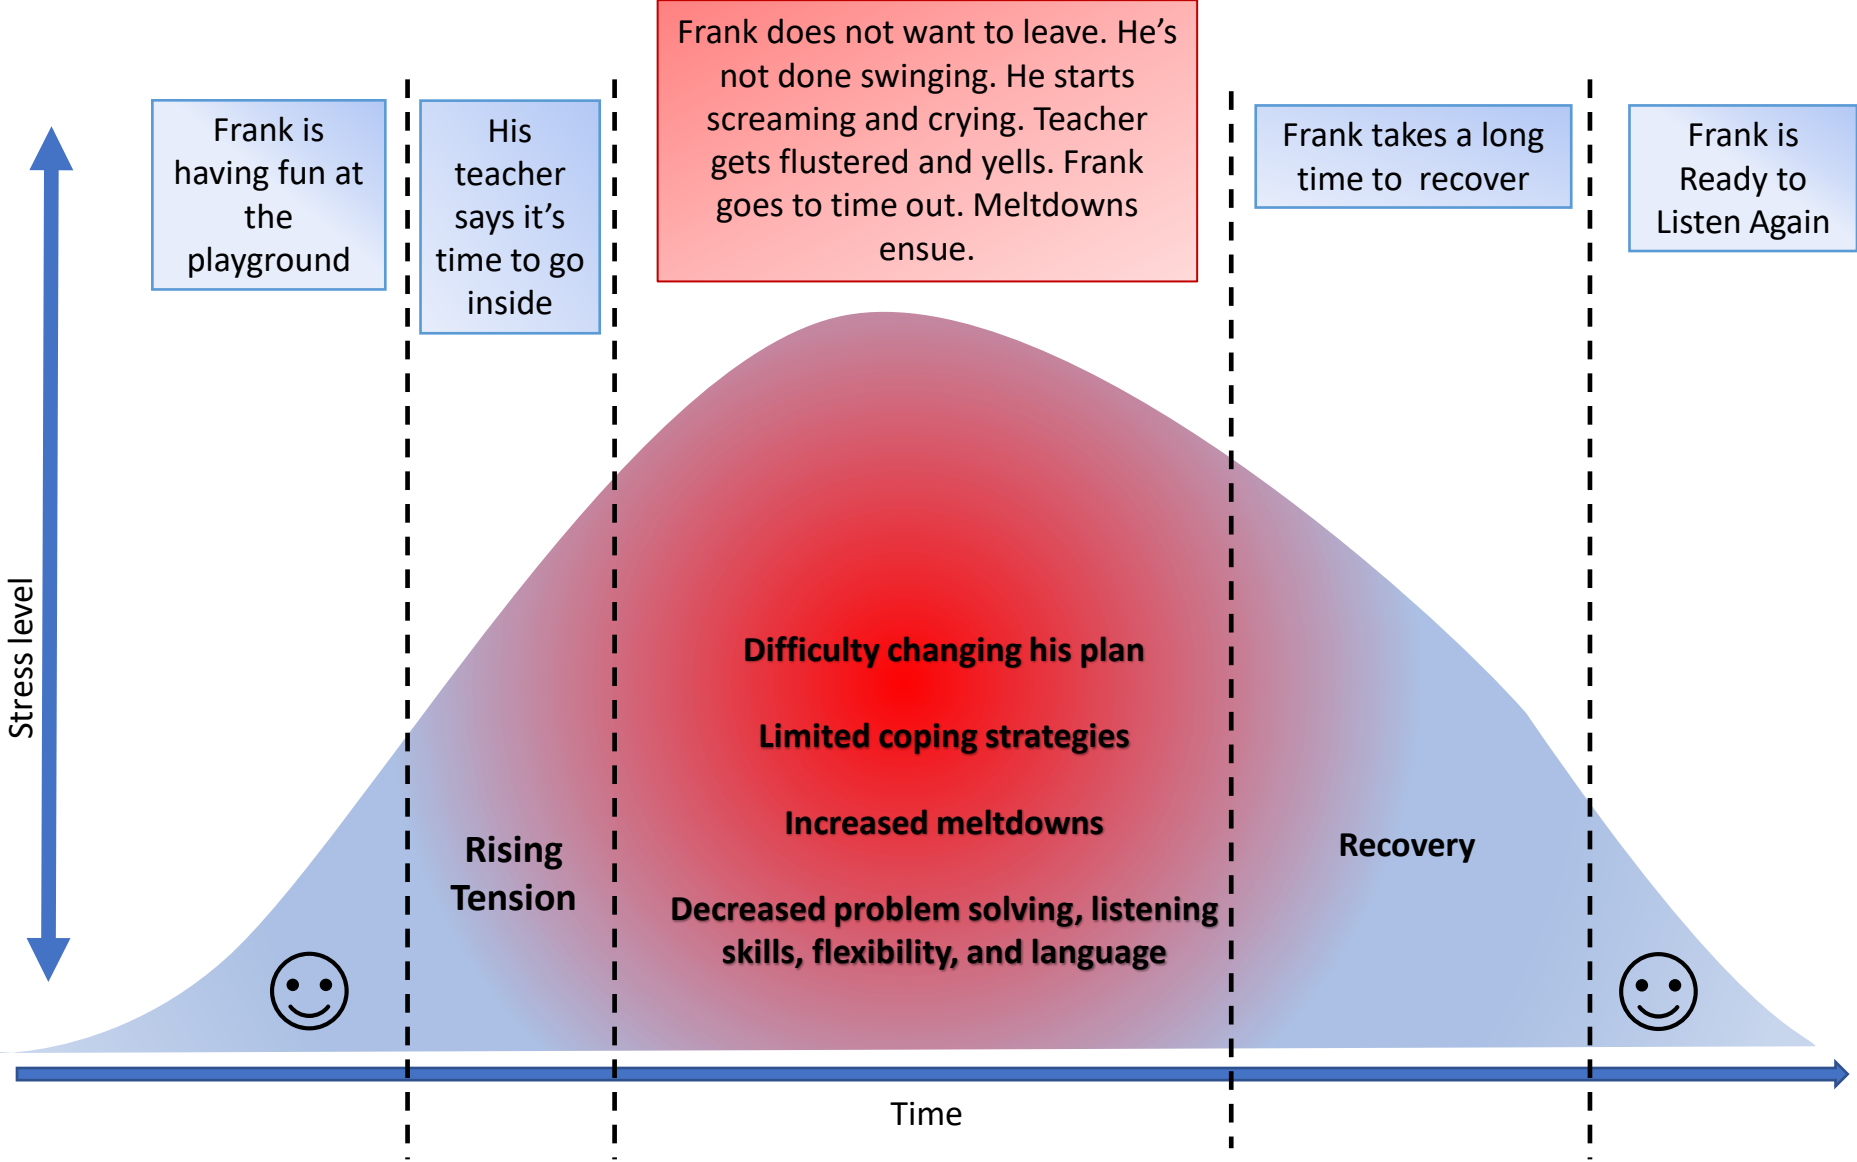 Frank is
having fun at
the
playground
His
teacher
says it’s
time to go
inside
Frank does not want to leave. He’s
not done swinging. He starts
screaming and crying. Teacher
gets flustered and yells. Frank
goes to time out. Meltdowns
ensue.
Frank takes a long
time to  recover
Frank is
Ready to
Listen Again
Stress level
Rising
Tension
Difficulty changing his plan
Limited coping strategies
Increased meltdowns
Decreased problem solving, listening
skills, flexibility, and language
Recovery
Time